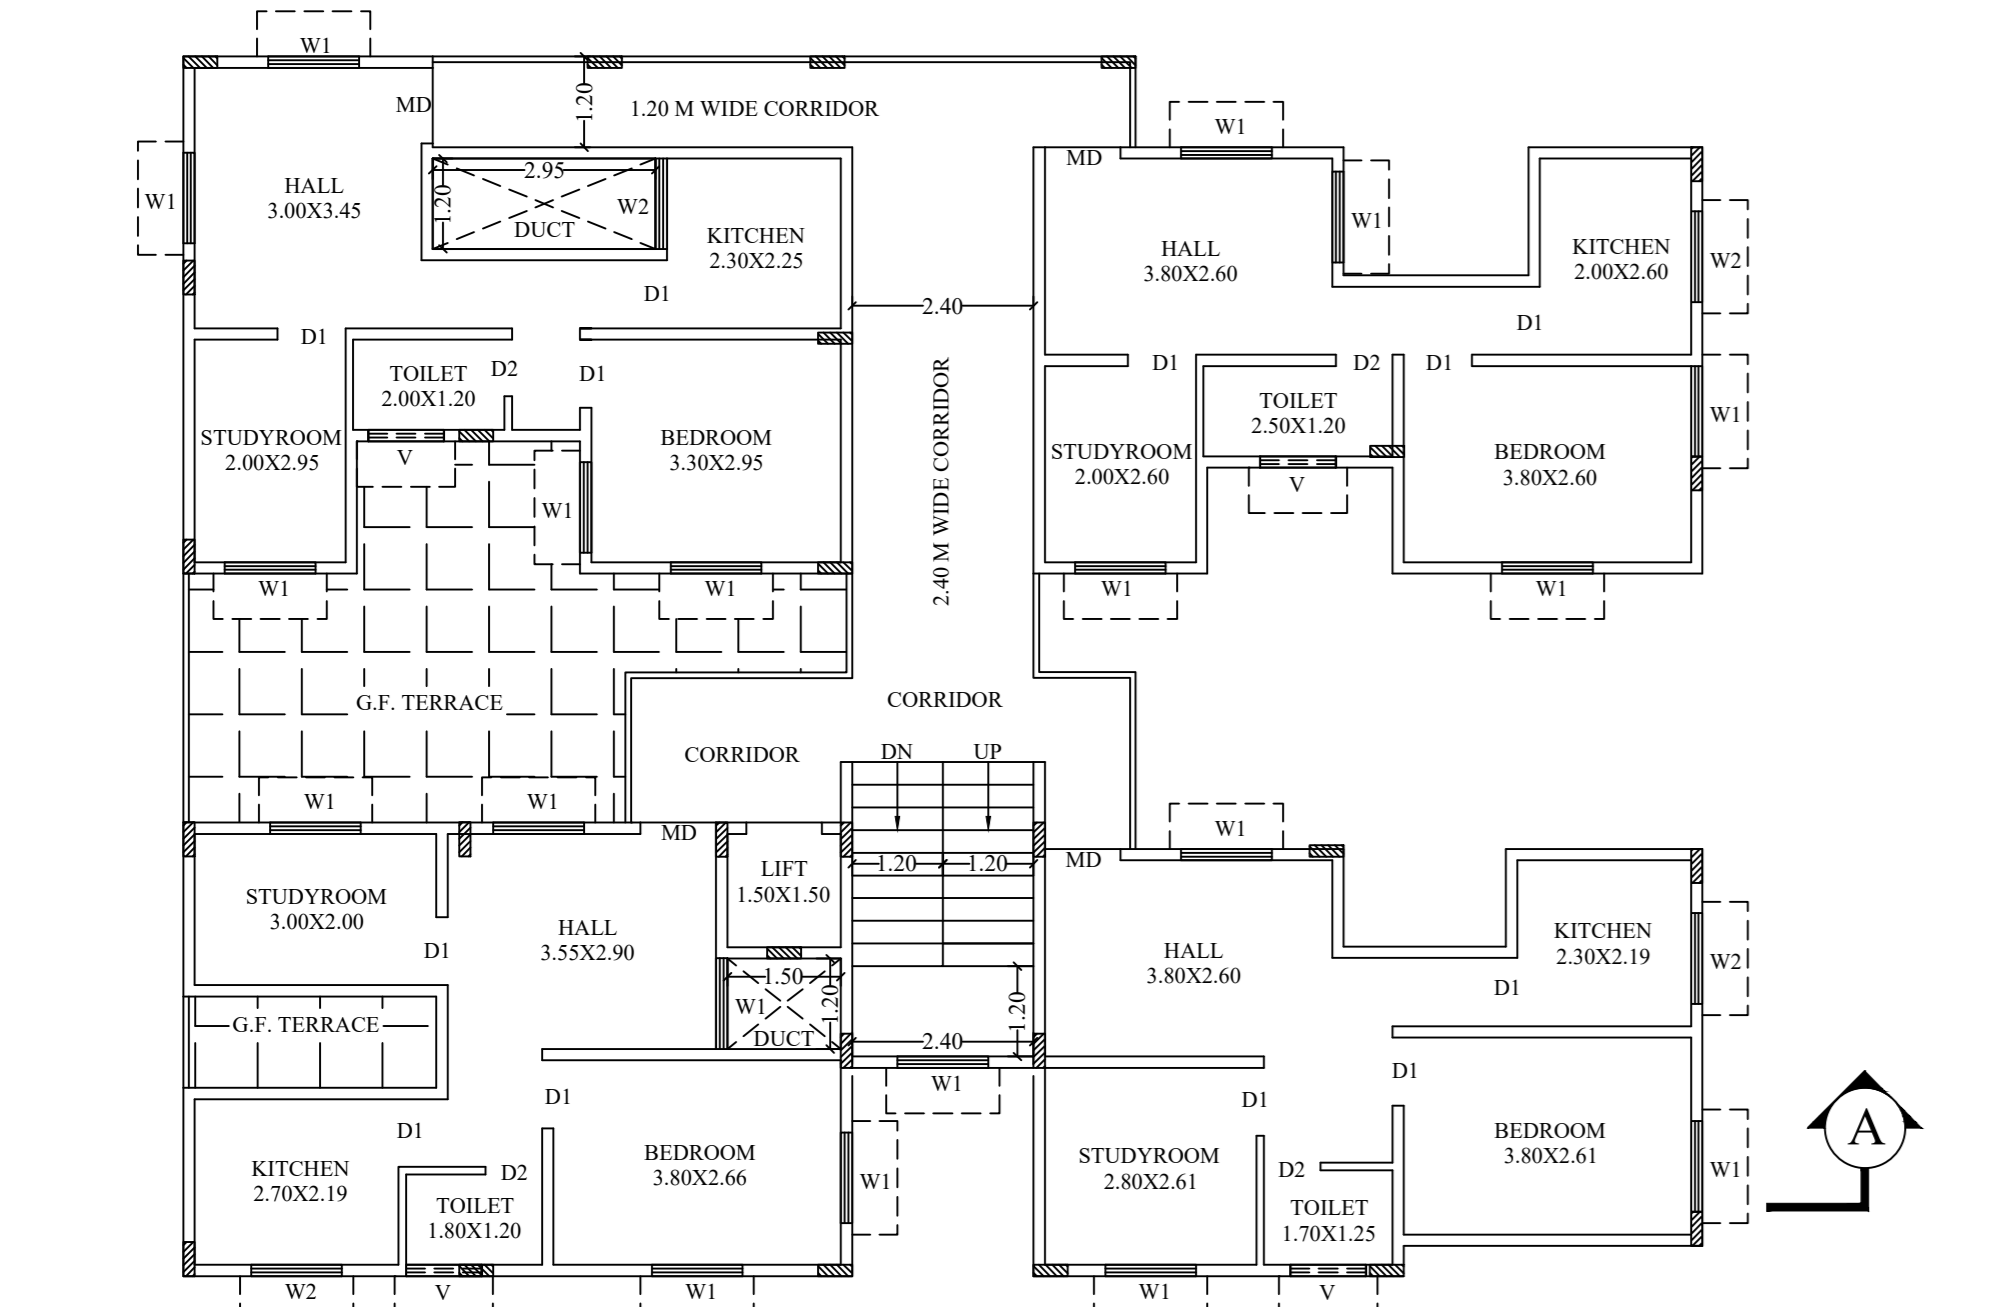 W1
MD
1.20
1.20 M WIDE CORRIDOR
W1
MD
2.95
1.20
W2
DUCT
HALL
3.00X3.45
W1
KITCHEN
2.30X2.25
D1
D1
TOILET
2.00X1.20
D2
D1
STUDYROOM
2.00X2.95
V
BEDROOM
3.30X2.95
W1
W1
W1
2.40
2.40 M WIDE CORRIDOR
HALL
3.80X2.60
W1
KITCHEN
2.00X2.60
W2
D1
D1
D2
D1
TOILET
2.50X1.20
W1
STUDYROOM
2.00X2.60
BEDROOM
3.80X2.60
V
W1
W1
G.F. TERRACE
CORRIDOR
CORRIDOR
DN
UP
W1
W1
MD
W1
MD
LIFT
1.50X1.50
1.20
1.20
STUDYROOM
3.00X2.00
HALL
3.55X2.90
D1
1.50
W1
1.20
DUCT
1.20
2.40
W1
G.F. TERRACE
HALL
3.80X2.60
KITCHEN
2.30X2.19
W2
D1
D1
D1
KITCHEN
2.70X2.19
D2
TOILET
1.80X1.20
BEDROOM
3.80X2.66
W1
D1
D1
STUDYROOM
2.80X2.61
D2
TOILET
1.70X1.25
BEDROOM
3.80X2.61
W1
A
W2
V
W1
W1
V